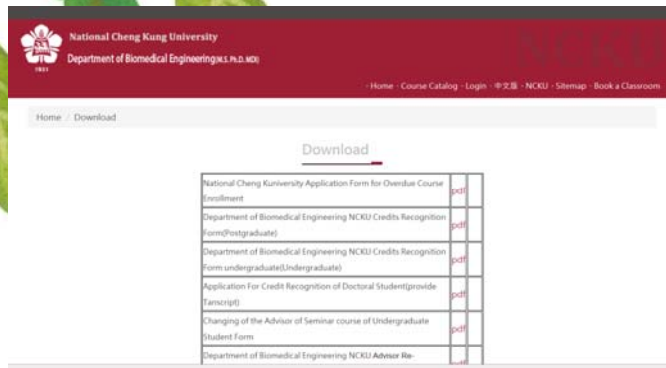 National Cheng Kung University
Department of Biomedical Engineering(M.S. Ph.D. MDI)
1931
NCKU
· Home · Course Catalog · Login · 中文版 · NCKU · Sitemap · Book a Classroom
Home / Download
Download
National Cheng Kuniversity Application Form for Overdue Course
Enrollment
pdf
Department of Biomedical Engineering NCKU Credits Recognition
Form(Postgraduate)
pdf
Department of Biomedical Engineering NCKU Credits Recognition
Form undergraduate(Undergraduate)
pdf
Application For Credit Recognition of Doctoral Student(provide
Tanscript)
pdf
Changing of the Advisor of Seminar course of Undergraduate
Student Form
pdf
Department of Biomedical Engineering NCKU Advisor Re-
pdf